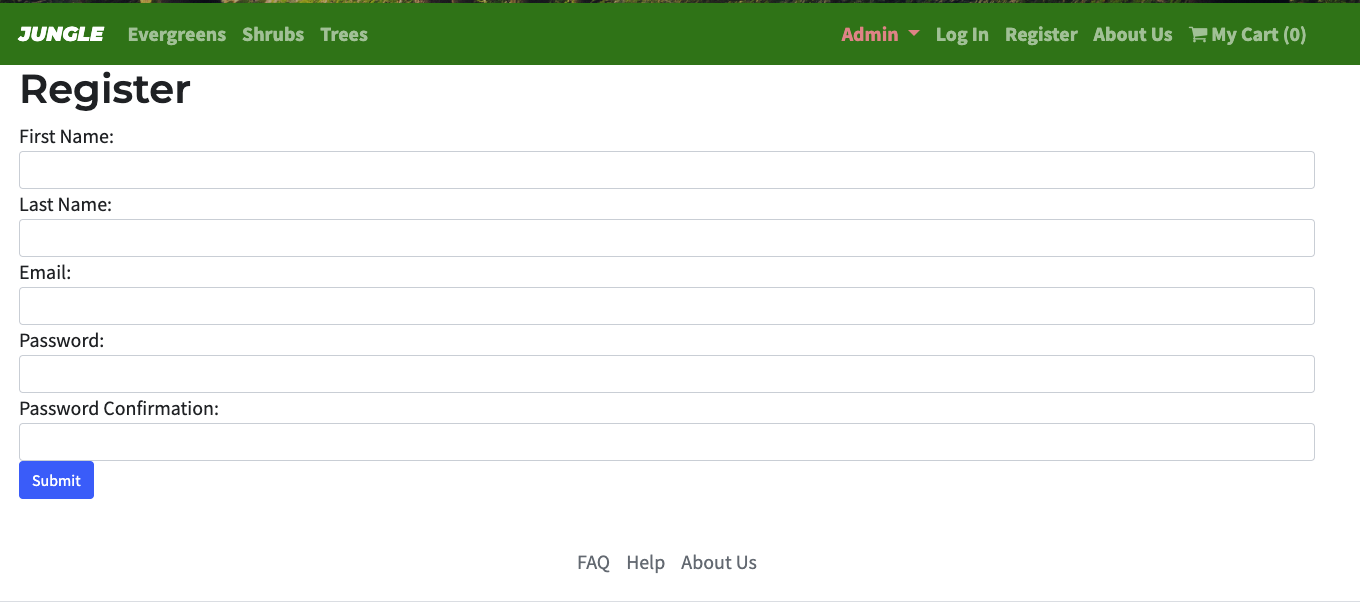 JUNGLE Evergreens Shrubs Trees Admin Log In Register About Us My Cart (0)
Register
First Name:
Last Name:
Email:
Password:
Password Confirmation:
Submit
FAQ Help About Us